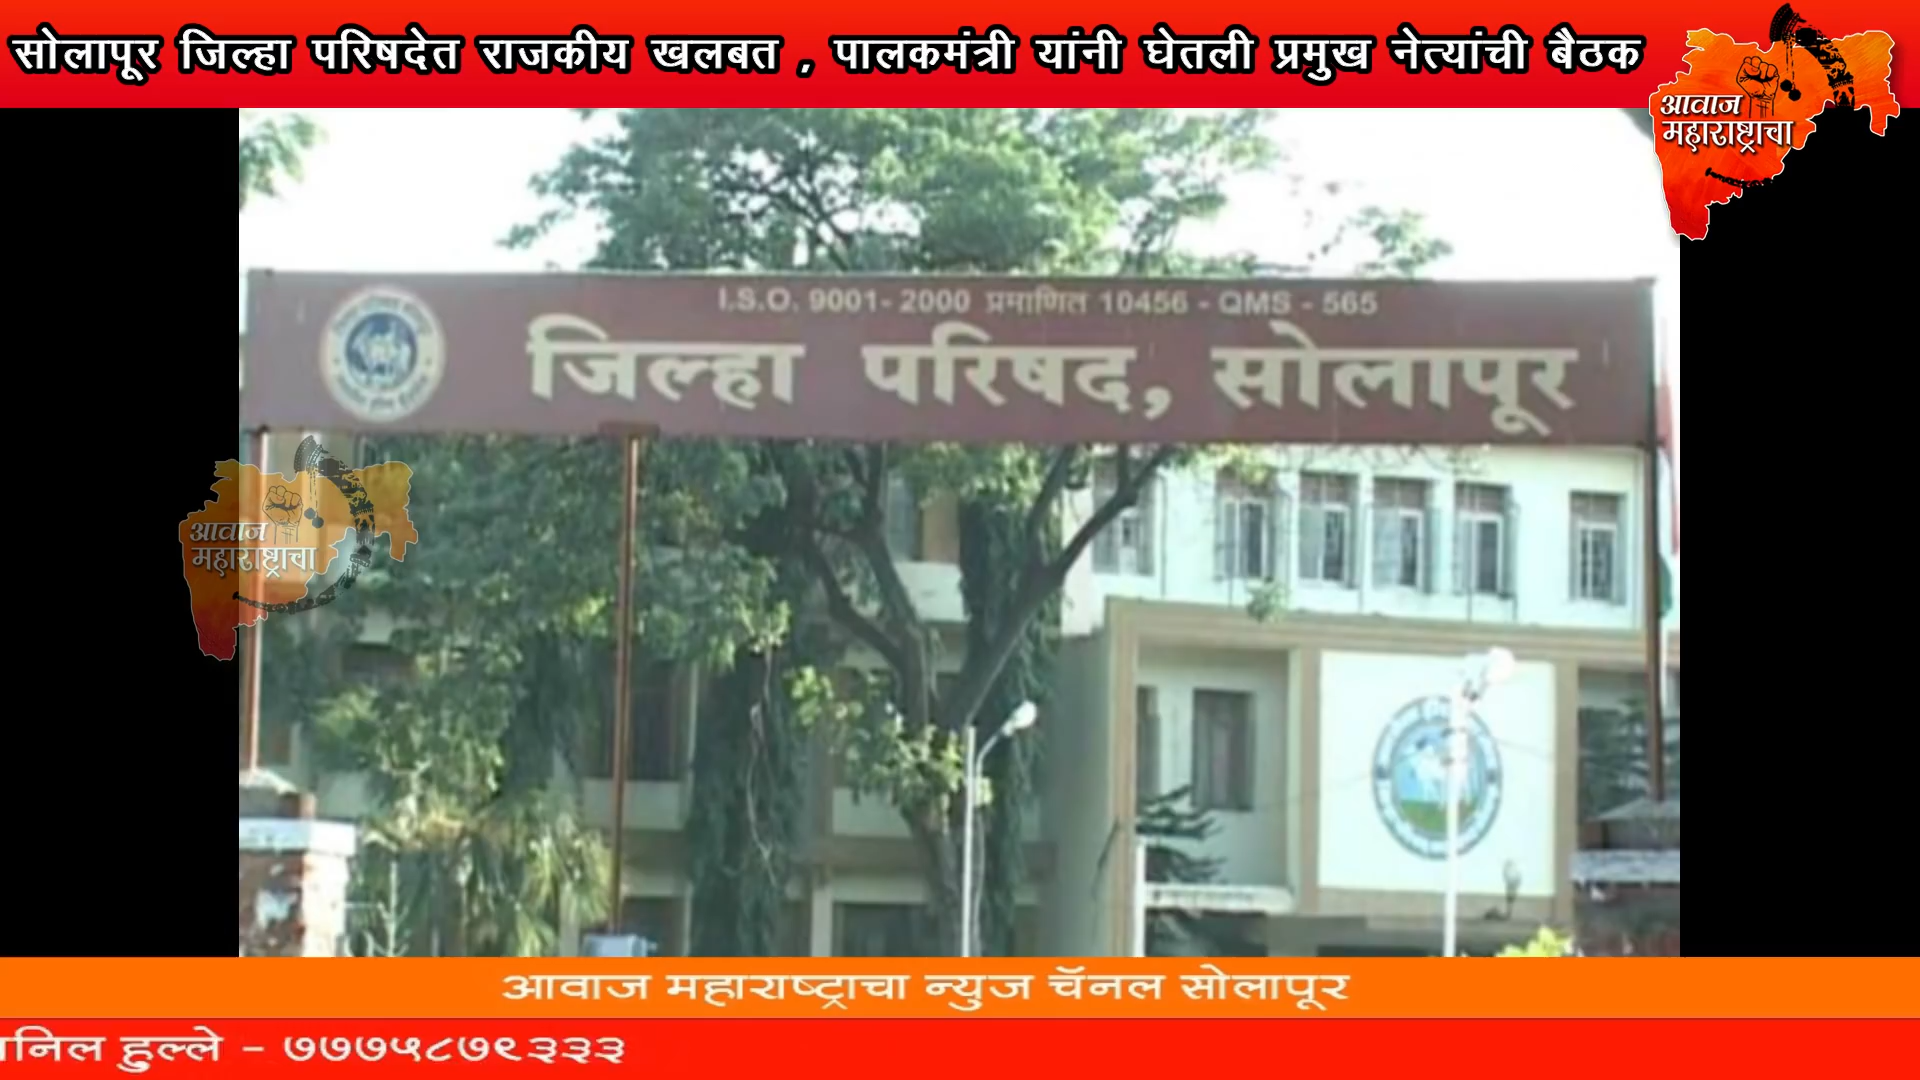 सोलापूर जिल्हा परिषदेत राजकीय खलबत , पालकमंत्री यांनी घेतली प्रमुख नेत्यांची बैठक
आवाज
महाराष्ट्राचा
I.S.O. 9001- 2000 प्रमाणित 10456 - QMS - 565
जिल्हा परिषद, सोलापूर
आवाज
महाराष्ट्राचा
आवाज महाराष्ट्राचा न्युज चॅनल सोलापूर
हुल्ले - ७७७५८७९३३३